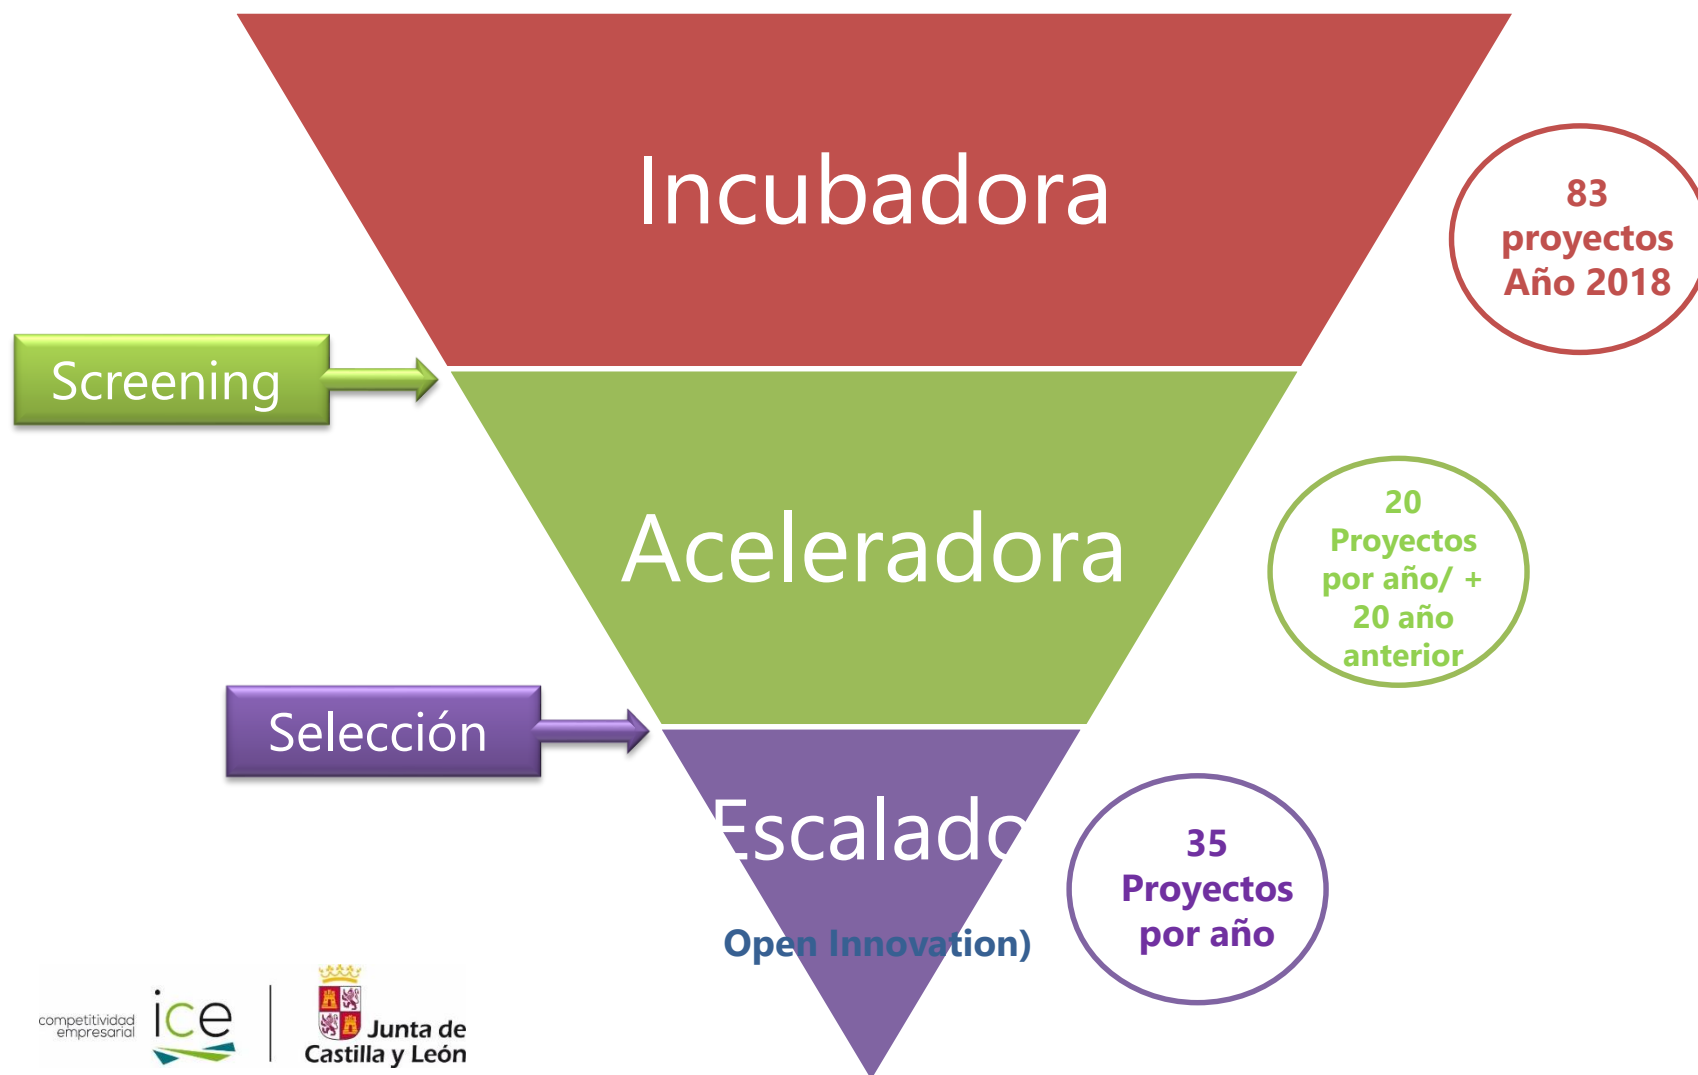 Incubadora
83
proyectos
Año 2018
Screening
Aceleradora
20
Proyectos
por año/ +
20 año
anterior
Selección
Escalado
Open Innovation)
35
Proyectos
por año
competitividad
empresarial
ice
Junta de
Castilla y León